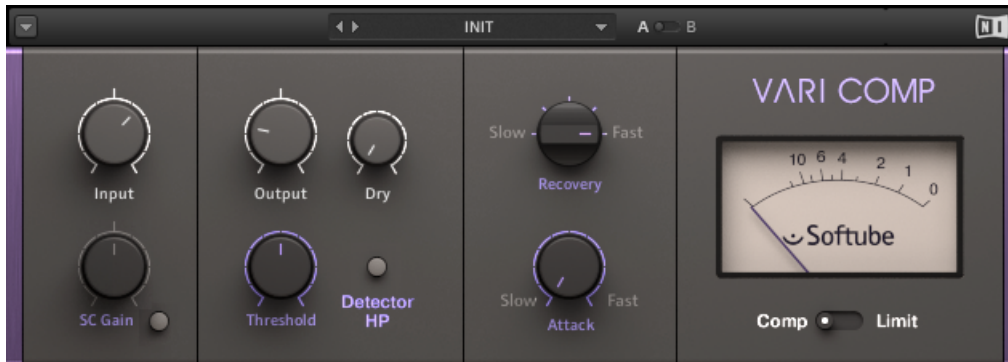 INIT
A B
NI
VARI COMP
Input
Output
Dry
Slow
Fast
Recovery
SC Gain
Threshold
Detector
HP
Slow
Fast
Attack
10 6 4 2 1 0
Softube
Comp
Limit